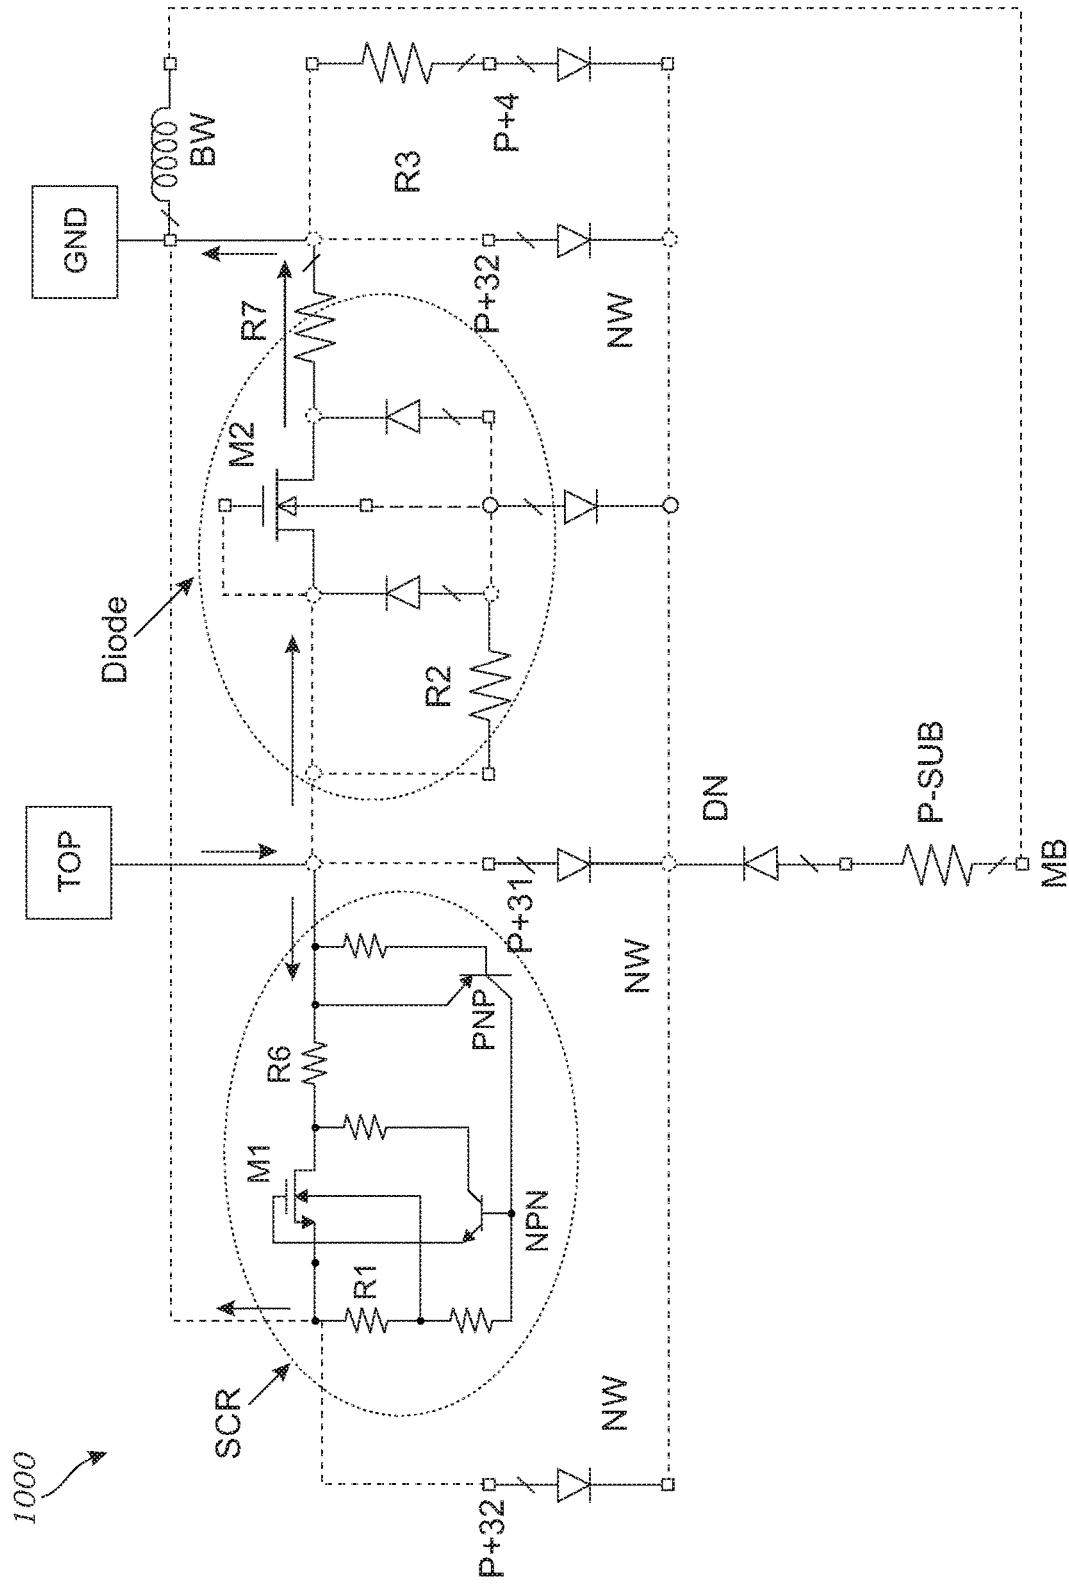 1000
SCR
Diode
TOP
GND
BW
M1
R6
R1
NPN
PNP
M2
R7
R2
R3
P+32
P+31
P+32
P+4
NW
NW
NW
DN
P-SUB
MB